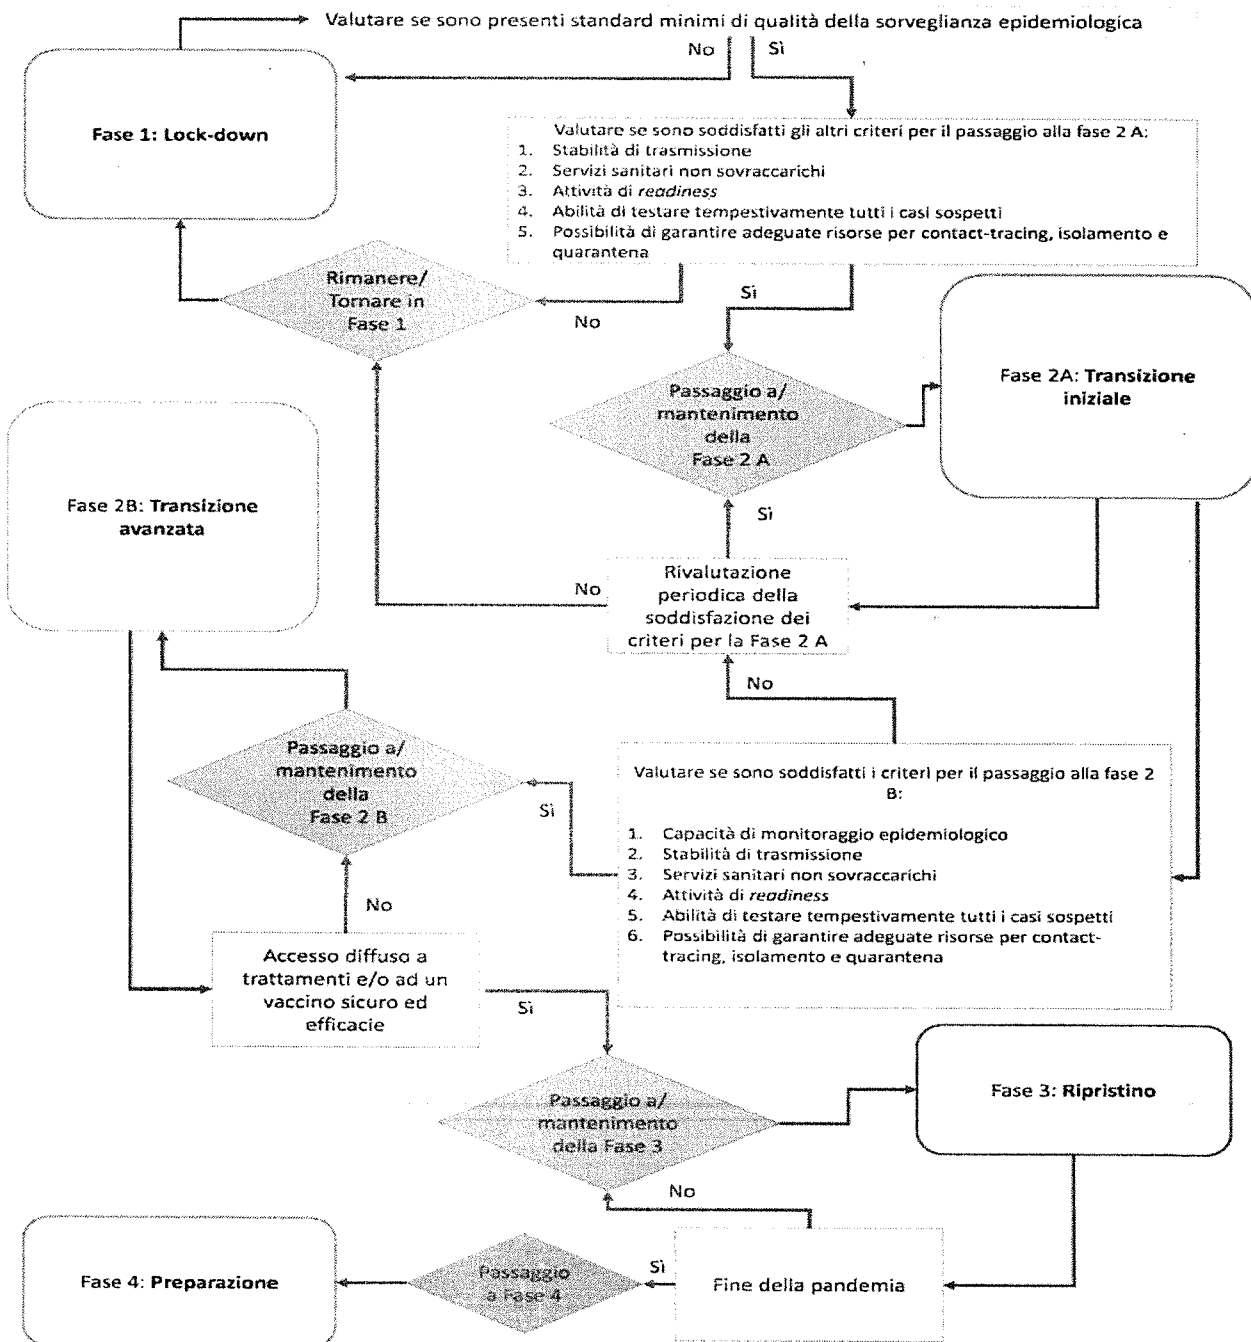 Valutare se sono presenti standard minimi di qualità della sorveglianza epidemiologica
No
Sì
Fase 1: Lock-down
Valutare se sono soddisfatti gli altri criteri per il passaggio alla fase 2 A:
1. Stabilità di trasmissione
2. Servizi sanitari non sovraccarichi
3. Attività di readiness
4. Abilità di testare tempestivamente tutti i casi sospetti
5. Possibilità di garantire adeguate risorse per contact-tracing, isolamento e
quarantena
Rimanere/
Tornare in
Fase 1
No
Sì
Passaggio a/
mantenimento
della
Fase 2 A
Fase 2A: Transizione
iniziale
Fase 2B: Transizione
avanzata
Sì
No
Rivalutazione
periodica della
soddisfazione dei
criteri per la Fase 2 A
No
Passaggio a/
mantenimento
della
Fase 2 B
Sì
Valutare se sono soddisfatti i criteri per il passaggio alla fase 2
B:
1. Capacità di monitoraggio epidemiologico
2. Stabilità di trasmissione
3. Servizi sanitari non sovraccarichi
4. Attività di readiness
5. Abilità di testare tempestivamente tutti i casi sospetti
6. Possibilità di garantire adeguate risorse per contact-
tracing, isolamento e quarantena
No
Accesso diffuso a
trattamenti e/o ad un
vaccino sicuro ed
efficacie
Sì
Passaggio a/
mantenimento
della Fase 3
Fase 3: Ripristino
No
Fase 4: Preparazione
Passaggio
a Fase 4
Sì
Fine della pandemia